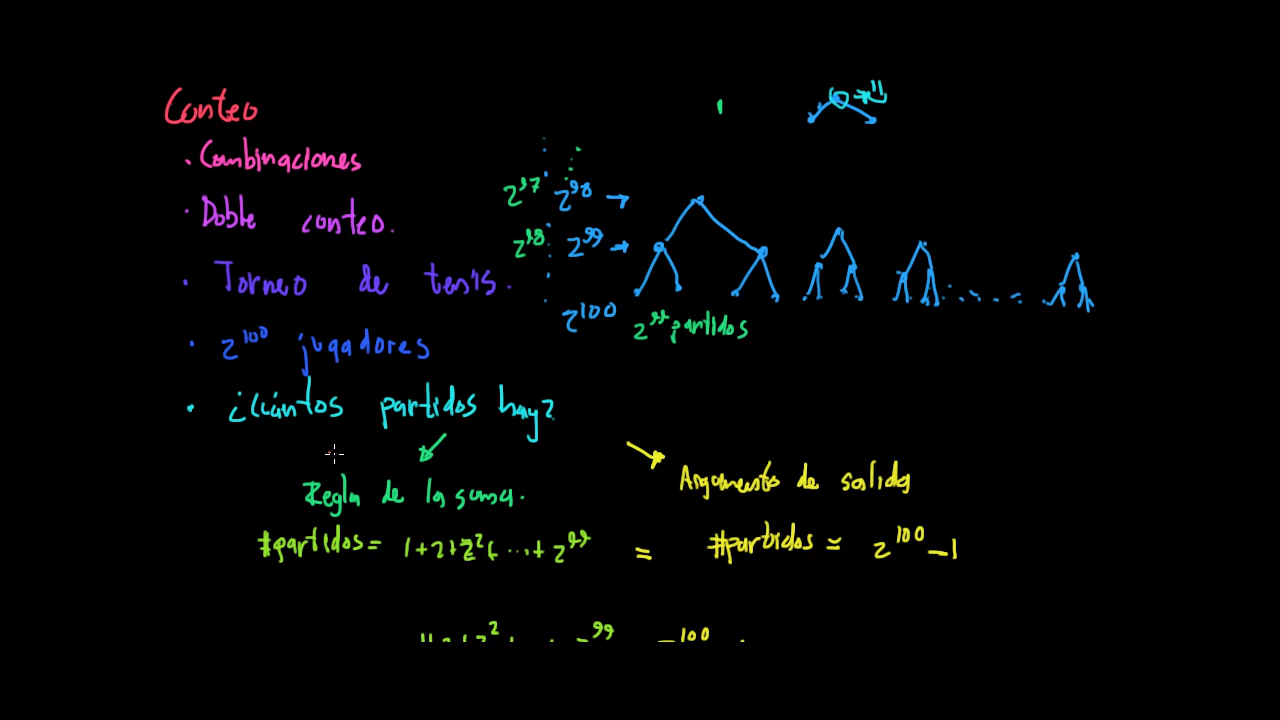 Conteo
· Combinaciones
· Doble conteo.
· Torneo de tenis.
· 2^100 jugadores
· ¿Cuántos partidos hay?
1
2^97 2^98 →
2^98 2^99 →
2^100 2^99 partidos
Regla de la suma.
#partidos = 1+2+2^2+...+2^99 =
Argumento de salida
#partidos = 2^100 - 1